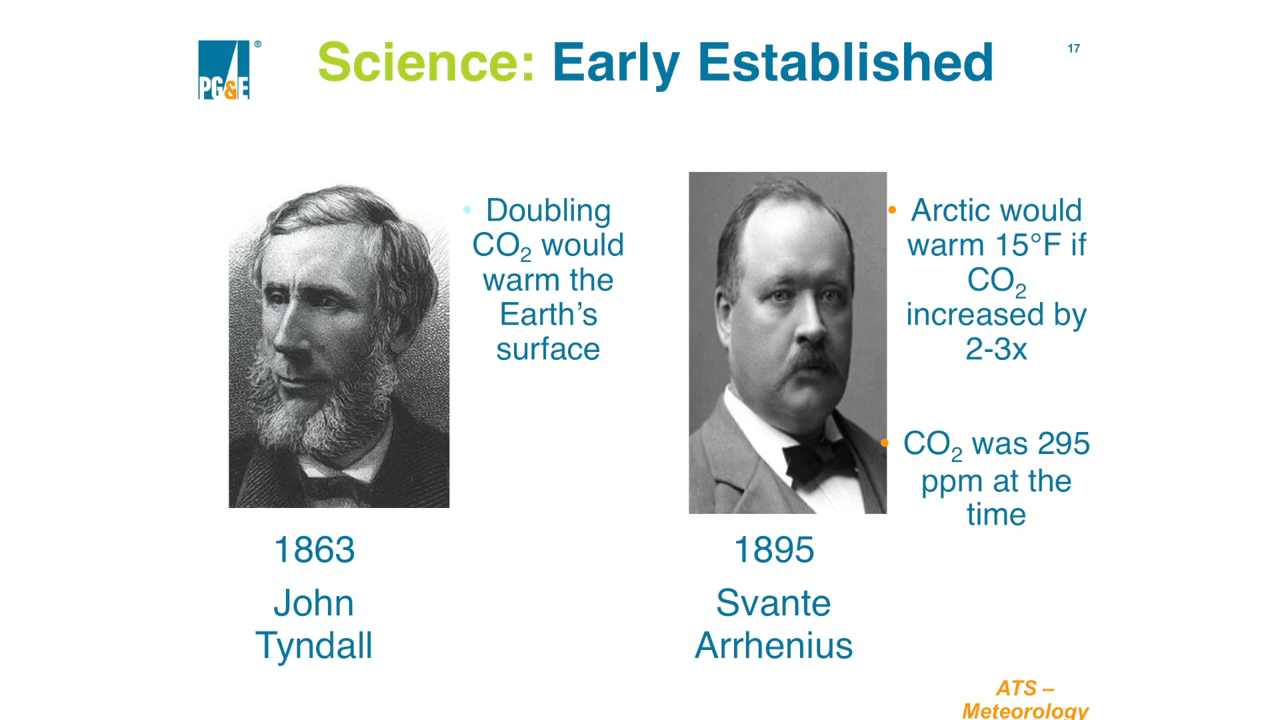 PG&E®
Science: Early Established
17
• Doubling
CO₂ would
warm the
Earth’s
surface
• Arctic would
warm 15°F if
CO₂
increased by
2-3x
• CO₂ was 295
ppm at the
time
1863
John
Tyndall
1895
Svante
Arrhenius
ATS –
Meteorology